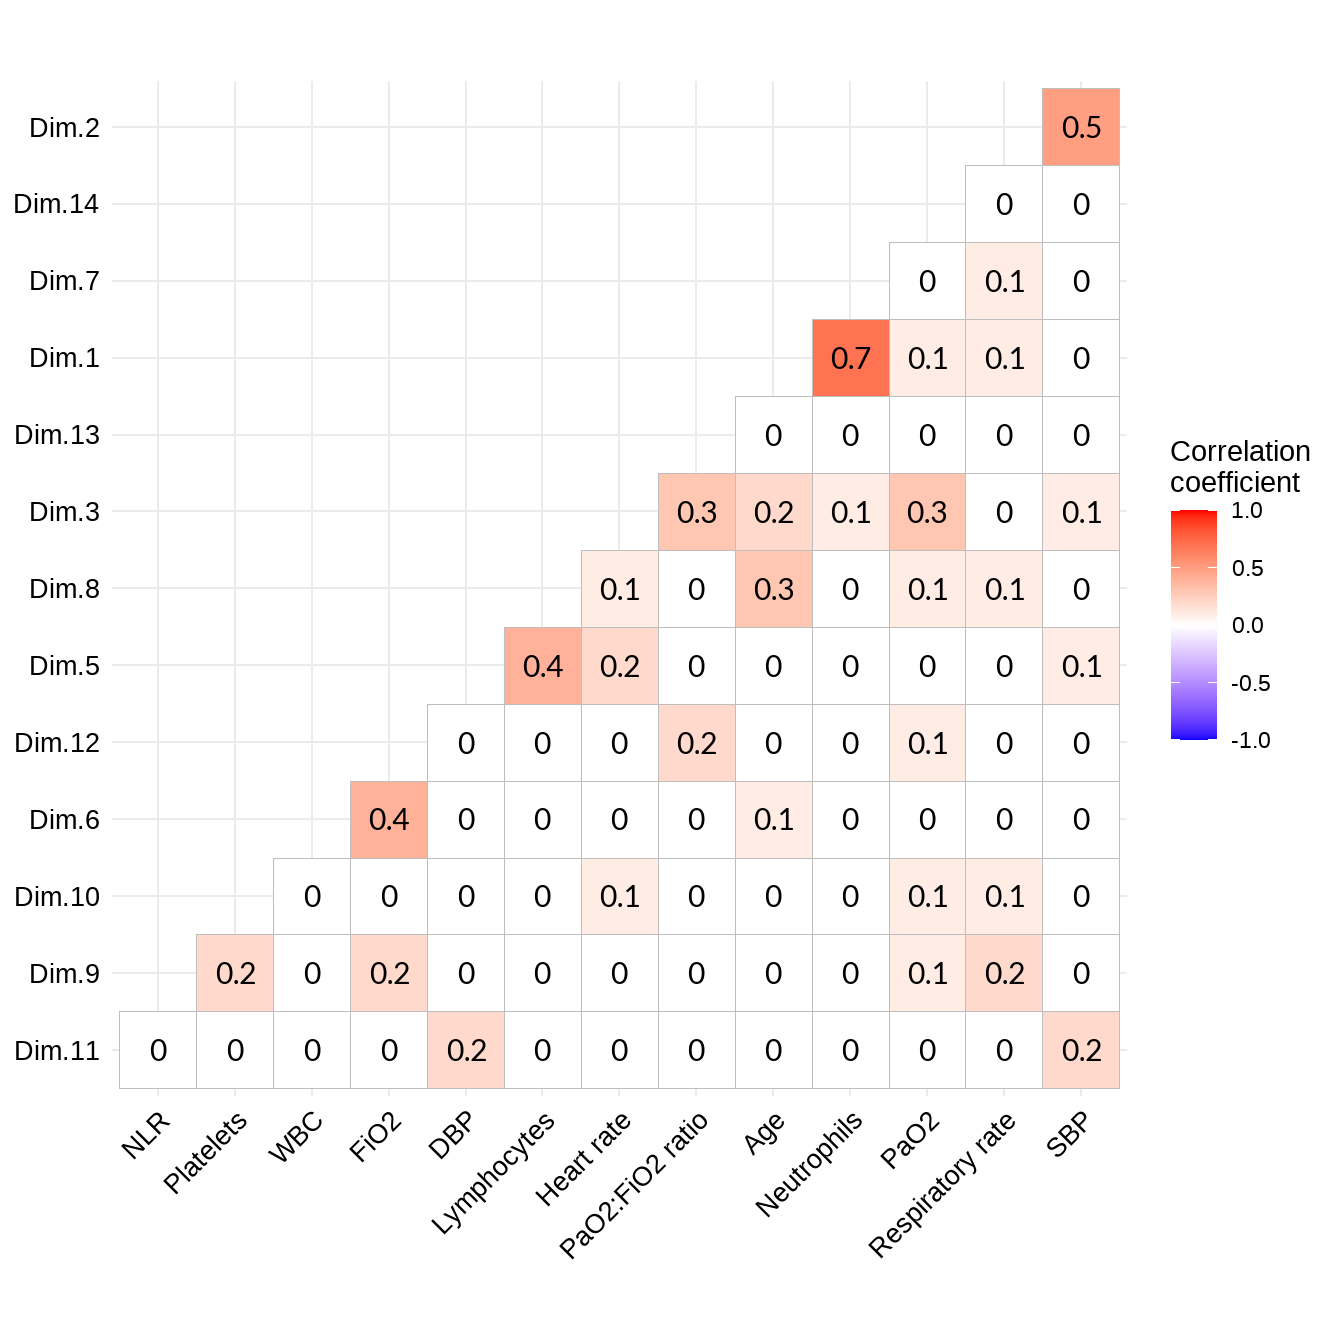 Dim.2 0.5
Dim.14 0 0
Dim.7 0 0.1 0
Dim.1 0.7 0.1 0.1 0
Dim.13 0 0 0 0 0
Dim.3 0.3 0.2 0.1 0.3 0 0.1
Dim.8 0.1 0 0.3 0 0.1 0.1 0
Dim.5 0.4 0.2 0 0 0 0 0 0.1
Dim.12 0 0 0 0.2 0 0 0.1 0 0
Dim.6 0.4 0 0 0 0 0.1 0 0 0 0
Dim.10 0 0 0 0 0.1 0 0 0 0.1 0.1 0
Dim.9 0.2 0 0.2 0 0 0 0 0 0 0.1 0.2 0
Dim.11 0 0 0 0 0.2 0 0 0 0 0 0 0 0.2
NLR
Platelets
WBC
FiO2
DBP
Lymphocytes
Heart rate
PaO2:FiO2 ratio
Age
Neutrophils
PaO2
Respiratory rate
SBP
Correlation
coefficient
1.0
0.5
0.0
-0.5
-1.0